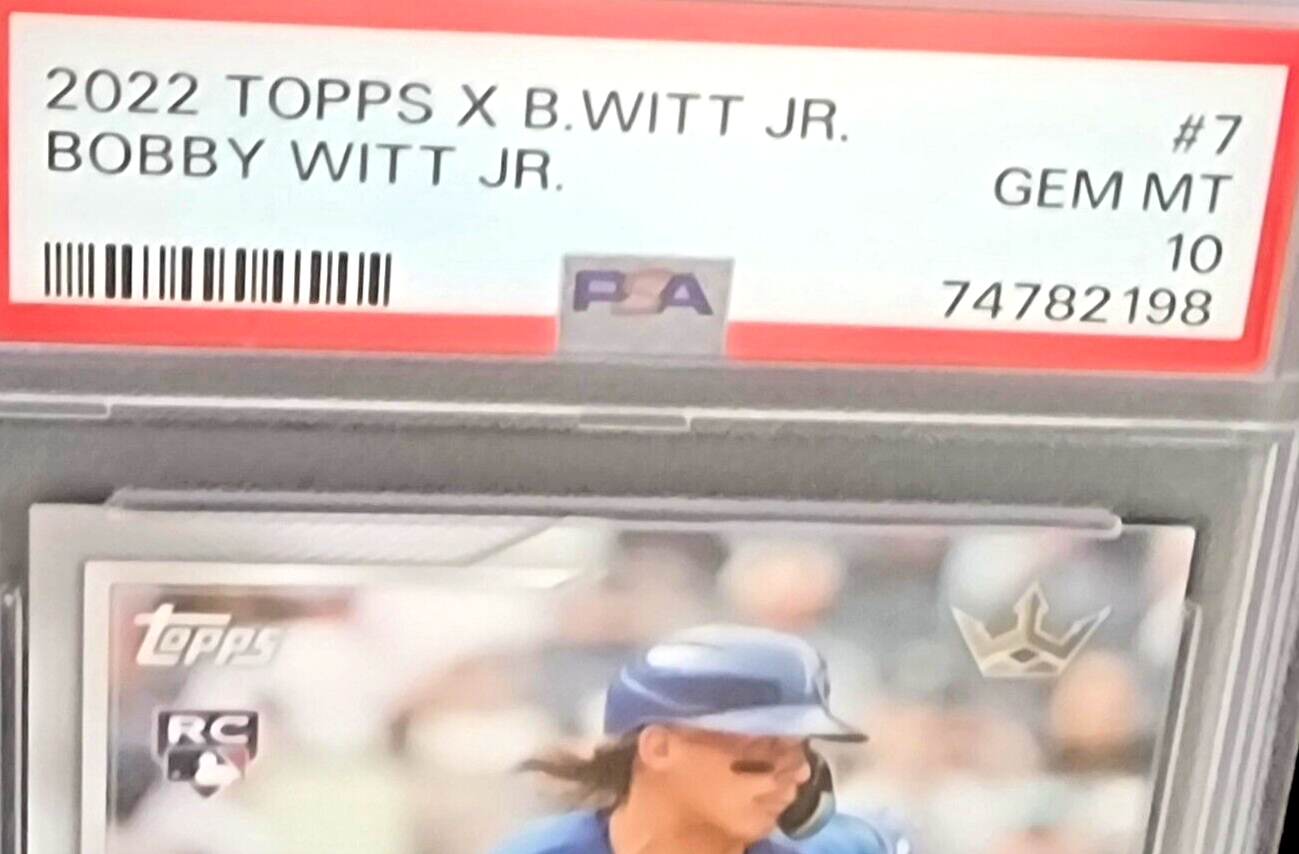 2022 TOPPS X B.WITT JR.
BOBBY WITT JR.
#7
GEM MT
10
74782198
PSA
topps
RC